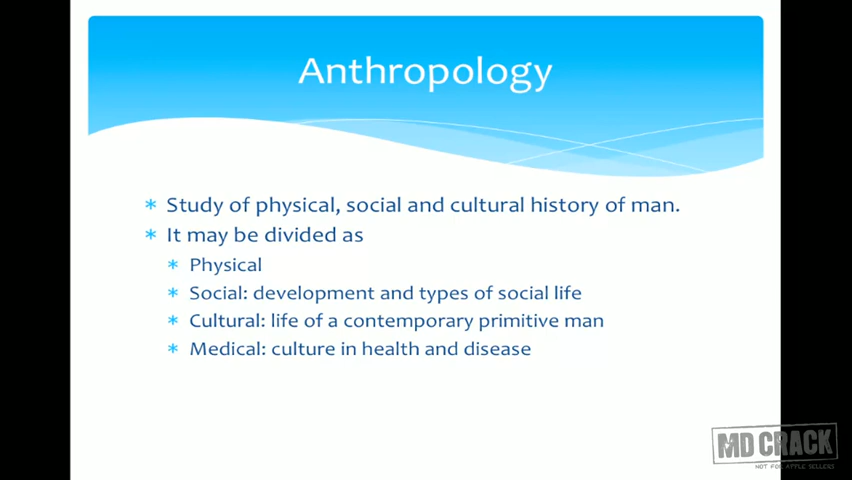 Anthropology
* Study of physical, social and cultural history of man.
* It may be divided as
* Physical
* Social: development and types of social life
* Cultural: life of a contemporary primitive man
* Medical: culture in health and disease
MD CRACK
NOT FOR APPLE SELLERS